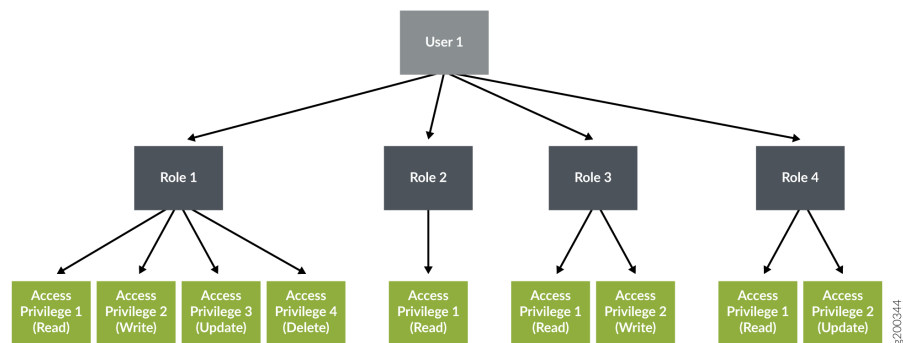 User 1
Role 1
Role 2
Role 3
Role 4
Access
Privilege 1
(Read)
Access
Privilege 2
(Write)
Access
Privilege 3
(Update)
Access
Privilege 4
(Delete)
Access
Privilege 1
(Read)
Access
Privilege 1
(Read)
Access
Privilege 2
(Write)
Access
Privilege 1
(Read)
Access
Privilege 2
(Update)
g200344